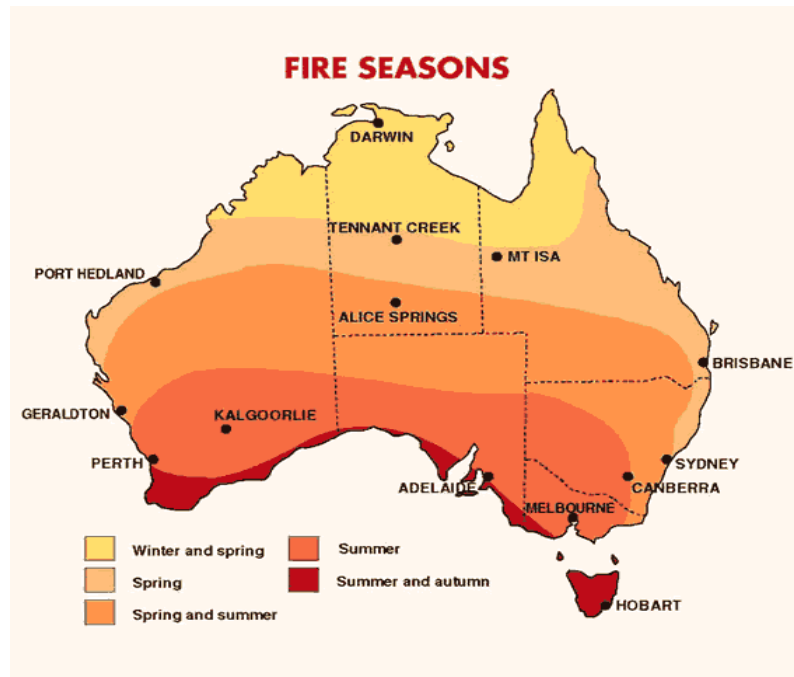 FIRE SEASONS
DARWIN
TENNANT CREEK
MT ISA
PORT HEDLAND
ALICE SPRINGS
BRISBANE
GERALDTON
KALGOORLIE
PERTH
SYDNEY
ADELAIDE
CANBERRA
MELBOURNE
Winter and spring
Summer
Spring
Summer and autumn
Spring and summer
HOBART